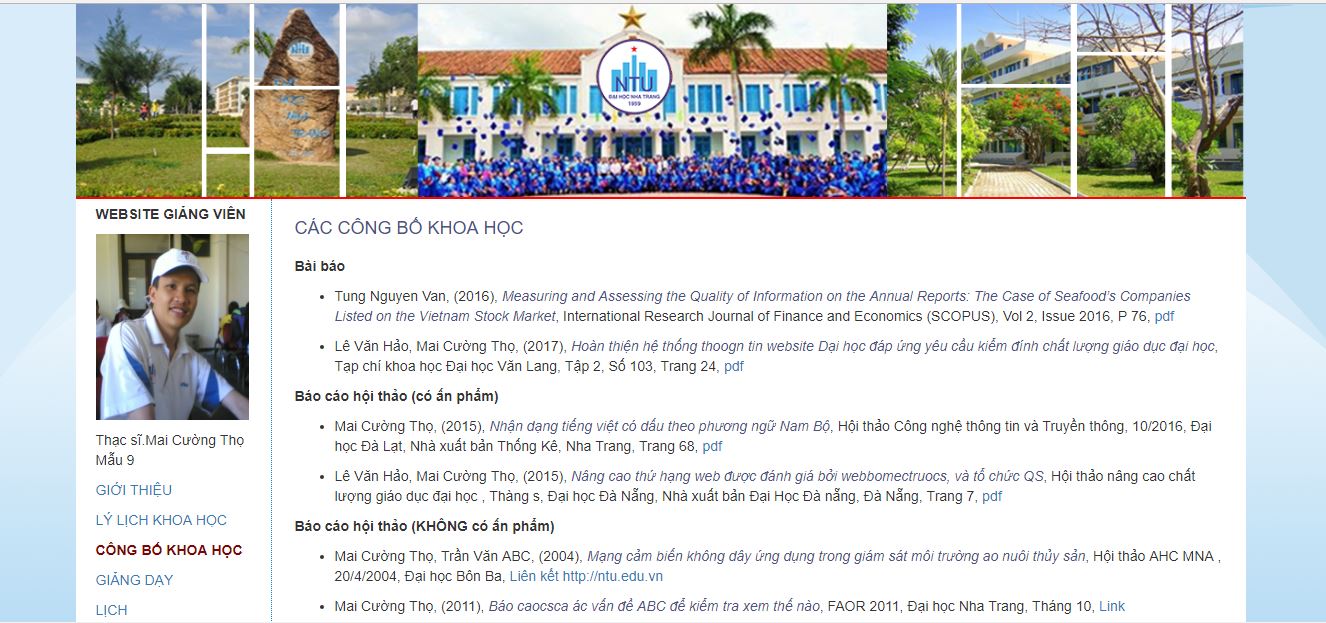 NTU
NTU
ĐẠI HỌC NHA TRANG
1959
WEBSITE GIẢNG VIÊN
Thạc sĩ.Mai Cường Thọ
Mẫu 9
GIỚI THIỆU
LÝ LỊCH KHOA HỌC
CÔNG BỐ KHOA HỌC
GIẢNG DẠY
LỊCH
CÁC CÔNG BỐ KHOA HỌC
Bài báo
• Tung Nguyen Van, (2016), Measuring and Assessing the Quality of Information on the Annual Reports: The Case of Seafood's Companies
Listed on the Vietnam Stock Market, International Research Journal of Finance and Economics (SCOPUS), Vol 2, Issue 2016, P 76, pdf
• Lê Văn Hảo, Mai Cường Thọ, (2017), Hoàn thiện hệ thống thoogn tin website Dại học đáp ứng yêu cầu kiểm đính chất lượng giáo dục đại học,
Tạp chí khoa học Đại học Văn Lang, Tập 2, Số 103, Trang 24, pdf
Báo cáo hội thảo (có ấn phẩm)
• Mai Cường Thọ, (2015), Nhận dạng tiếng việt có dấu theo phương ngữ Nam Bộ, Hội thảo Công nghệ thông tin và Truyền thông, 10/2016, Đại
học Đà Lạt, Nhà xuất bản Thống Kê, Nha Trang, Trang 68, pdf
• Lê Văn Hảo, Mai Cường Thọ, (2015), Nâng cao thứ hạng web được đánh giá bởi webbomectruocs, và tổ chức QS, Hội thảo nâng cao chất
lượng giáo dục đại học , Thàng s, Đại học Đà Nẵng, Nhà xuất bản Đại Học Đà nẵng, Đà Nẵng, Trang 7, pdf
Báo cáo hội thảo (KHÔNG có ấn phẩm)
• Mai Cường Thọ, Trần Văn ABC, (2004), Mạng cảm biến không dây ứng dụng trong giám sát môi trường ao nuôi thủy sản, Hội thảo AHC MNA ,
20/4/2004, Đại học Bôn Ba, Liên kết http://ntu.edu.vn
• Mai Cường Thọ, (2011), Báo caocsca ác vấn đề ABC để kiểm tra xem thế nào, FAOR 2011, Đại học Nha Trang, Tháng 10, Link